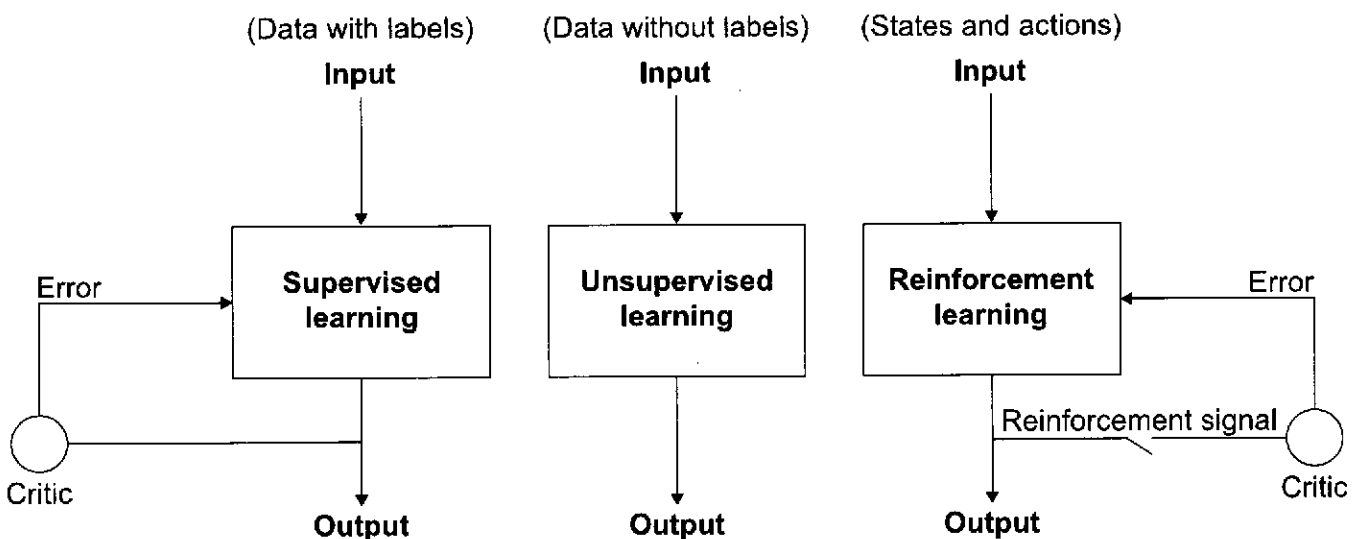 (Data with labels)
(Data without labels)
(States and actions)
Input
Input
Input
Supervised
learning
Unsupervised
learning
Reinforcement
learning
Error
Error
Reinforcement signal
Critic
Critic
Output
Output
Output